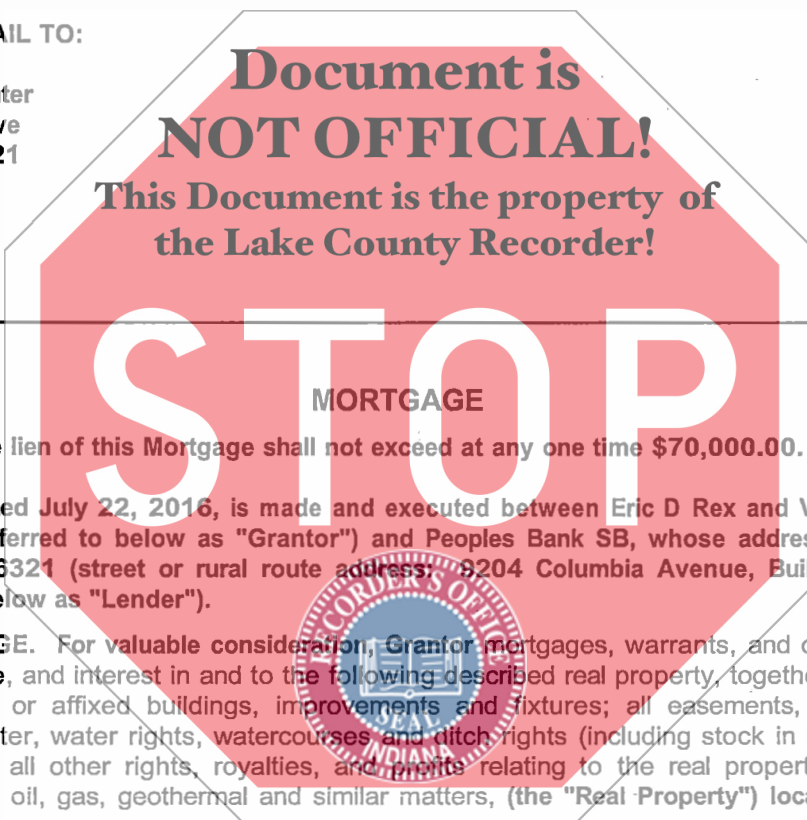 AIL TO:
Document is
NOT OFFICIAL!
This Document is the property of
the Lake County Recorder!
ter
ve
21
STOP
MORTGAGE
lien of this Mortgage shall not exceed at any one time $70,000.00.
ed July 22, 2016, is made and executed between Eric D Rex and V
ferred to below as "Grantor") and Peoples Bank SB, whose addres
6321 (street or rural route address: 9204 Columbia Avenue, Buil
low as "Lender").
GE. For valuable consideration, Grantor mortgages, warrants, and c
e, and interest in and to the following described real property, togethe
or affixed buildings, improvements and fixtures; all easements,
ter, water rights, watercourses and ditch rights (including stock in
all other rights, royalties, and profits relating to the real propert
oil, gas, geothermal and similar matters, (the "Real Property") loca
RECORDER'S OFFICE
SEAL
INDIANA